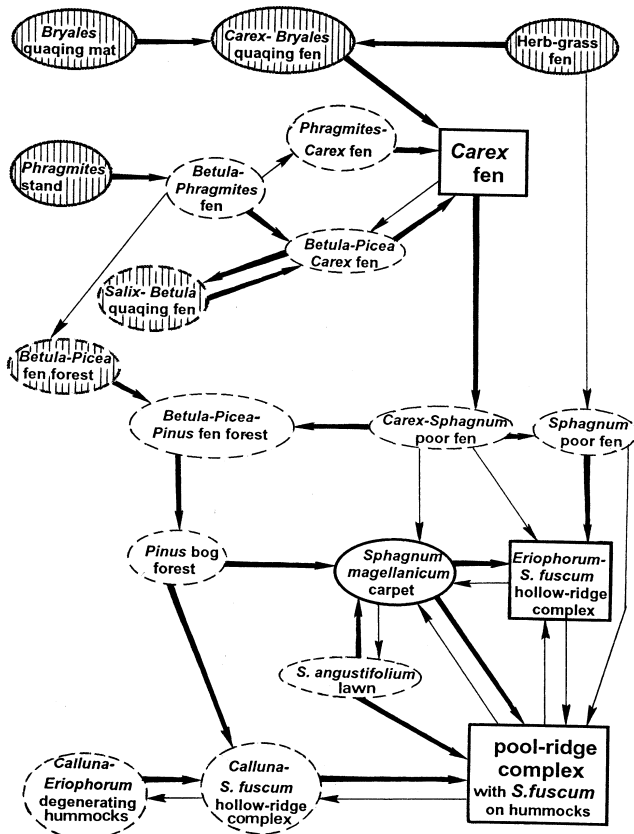 Bryales
quaqing mat
Carex- Bryales
quaqing fen
Herb-grass
fen
Phragmites-
Carex fen
Carex
fen
Phragmites
stand
Betula-
Phragmites
fen
Betula-Picea
Carex fen
Salix- Betula
quaqing fen
Betula-Picea
fen forest
Betula-Picea-
Pinus fen forest
Carex-Sphagnum
poor fen
Sphagnum
poor fen
Pinus bog
forest
Sphagnum
magellanicum
carpet
Eriophorum-
S. fuscum
hollow-ridge
complex
S. angustifolium
lawn
Calluna-
Eriophorum
degenerating
hummocks
Calluna-
S. fuscum
hollow-ridge
complex
pool-ridge
complex
with S.fuscum
on hummocks